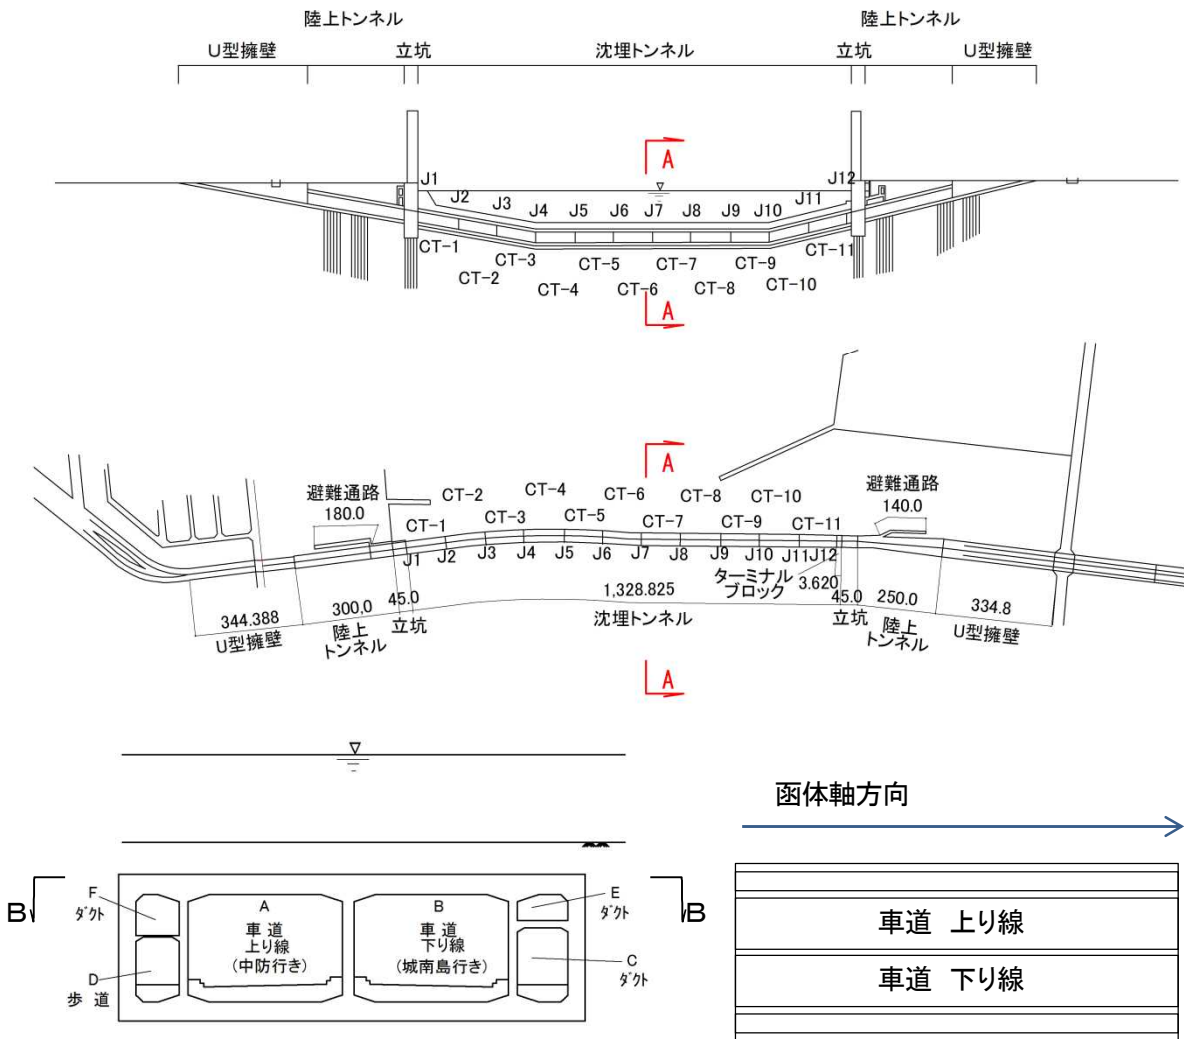 陸上トンネル
陸上トンネル
U型擁壁
立坑
沈埋トンネル
立坑
U型擁壁
A
J1
J12
J2
J3
J4
J5
J6
J7
J8
J9
J10
J11
CT-1
CT-2
CT-3
CT-4
CT-5
CT-6
CT-7
CT-8
CT-9
CT-10
CT-11
A
A
避難通路
180.0
避難通路
140.0
CT-1
CT-2
CT-3
CT-4
CT-5
CT-6
CT-7
CT-8
CT-9
CT-10
CT-11
J1
J2
J3
J4
J5
J6
J7
J8
J9
J10
J11
J12
ターミナル
ブロック
3.620
344.388
U型擁壁
300.0
陸上
トンネル
45.0
立坑
1,328.825
沈埋トンネル
45.0
立坑
250.0
陸上
トンネル
334.8
U型擁壁
A
函体軸方向
B
B
F
ダクト
D
歩 道
A
車 道
上り線
(中防行き)
B
車 道
下り線
(城南島行き)
E
ダクト
C
ダクト
車道 上り線
車道 下り線